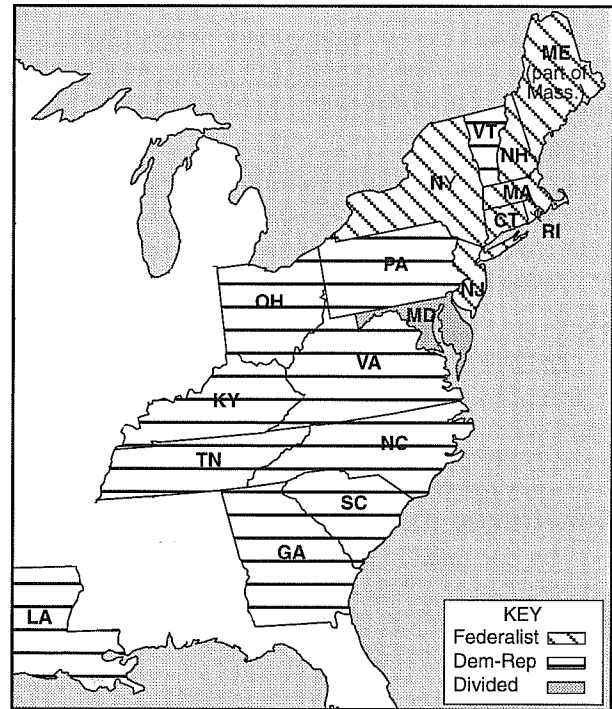 ME
(part of
Mass.
VT
NH
NY
MA
CT
RI
PA
NJ
OH
MD
VA
KY
NC
TN
SC
GA
LA
KEY
Federalist
Dem-Rep
Divided